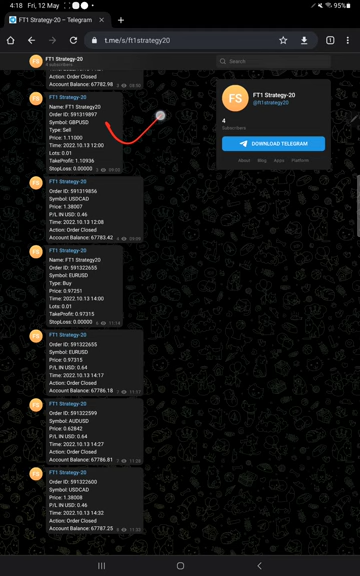 4:18 Fri, 12 May
95%
FT1 Strategy-20 – Telegram
t.me/s/ft1strategy20
FT1 Strategy-20
4 subscribers
Search
Action: Order Closed
Account Balance: 67782.98
FT1 Strategy-20
Name: FT1 Strategy20
Order ID: 591319897
Symbol: GBPUSD
Type: Sell
Price: 1.11000
Time: 2022.10.13 12:00
Lots: 0.01
TakeProfit: 1.10936
StopLoss: 0.00000
FT1 Strategy-20
Order ID: 591319856
Symbol: USDCAD
Price: 1.38007
P/L IN USD: 0.46
Time: 2022.10.13 12:08
Action: Order Closed
Account Balance: 67783.42
FT1 Strategy-20
Name: FT1 Strategy20
Order ID: 591322655
Symbol: EURUSD
Type: Buy
Price: 0.97251
Time: 2022.10.13 14:00
Lots: 0.01
TakeProfit: 0.97315
StopLoss: 0.00000
11:14
FT1 Strategy-20
Order ID: 591322655
Symbol: EURUSD
Price: 0.97315
P/L IN USD: 0.64
Time: 2022.10.13 14:17
Action: Order Closed
Account Balance: 67786.18
FT1 Strategy-20
Order ID: 591322599
Symbol: AUDUSD
Price: 0.62842
P/L IN USD: 0.64
Time: 2022.10.13 14:27
Action: Order Closed
Account Balance: 67786.81
FT1 Strategy-20
Order ID: 591322600
Symbol: USDCAD
Price: 1.38008
P/L IN USD: 0.46
Time: 2022.10.13 14:32
Action: Order Closed
Account Balance: 67787.25
FS
FT1 Strategy-20
@ft1strategy20
4
Subscribers
DOWNLOAD TELEGRAM
About Blog Apps Platform